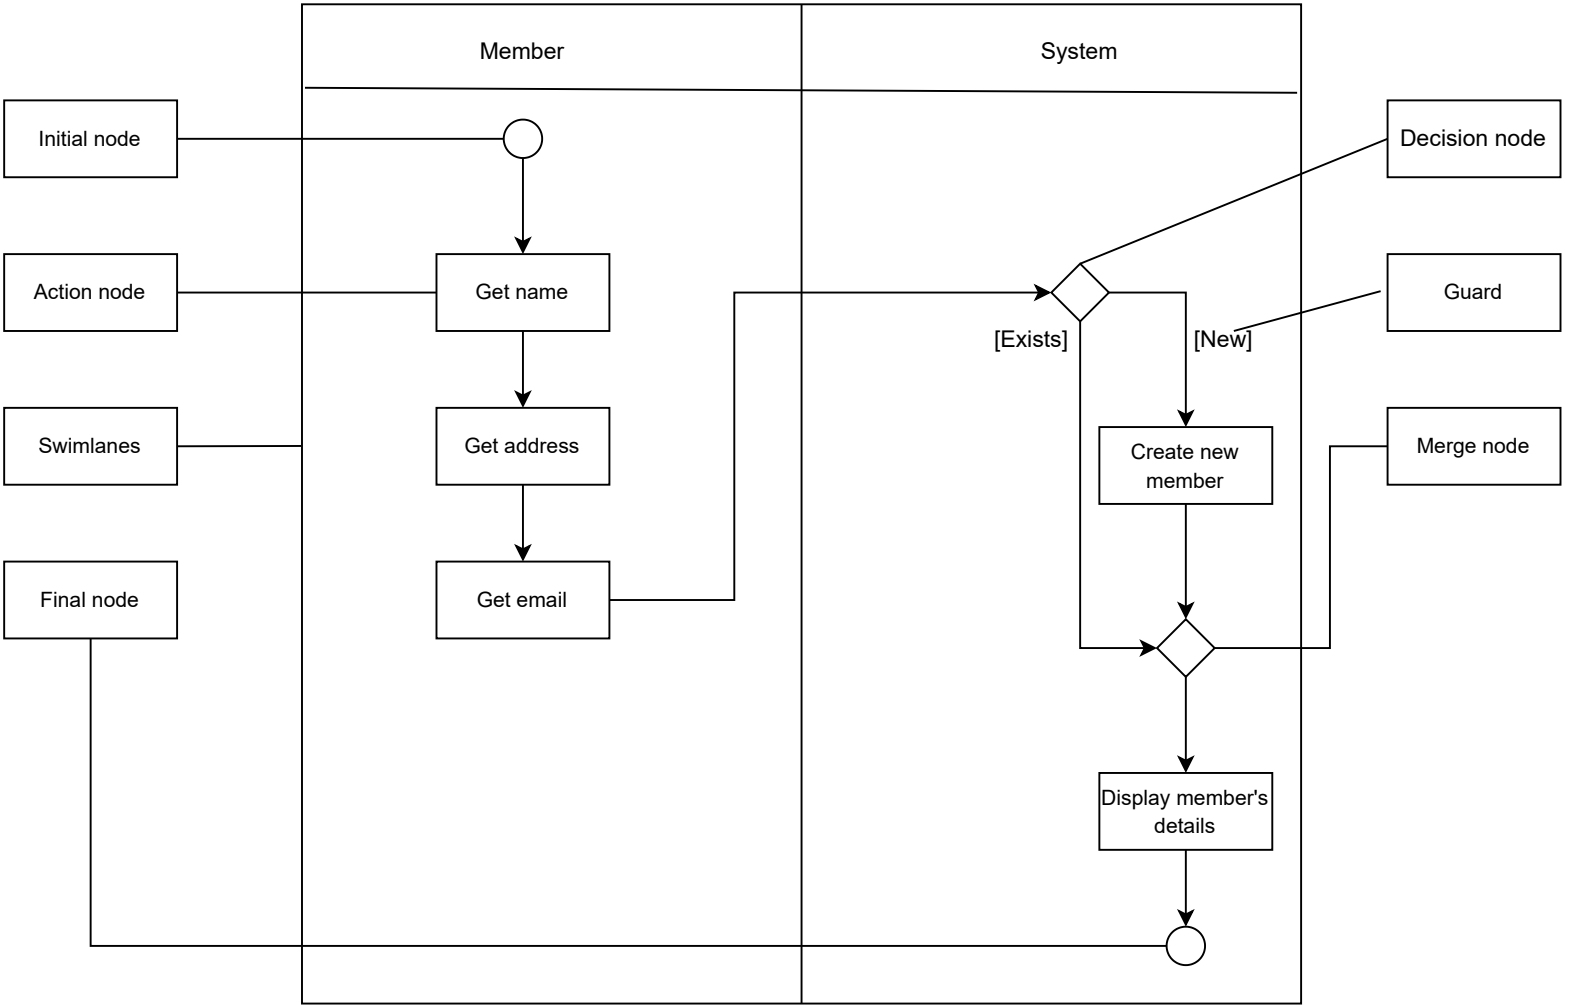 Member
System
Initial node
Decision node
Action node
Get name
Guard
[Exists]
[New]
Swimlanes
Get address
Create new
member
Merge node
Final node
Get email
Display member's
details